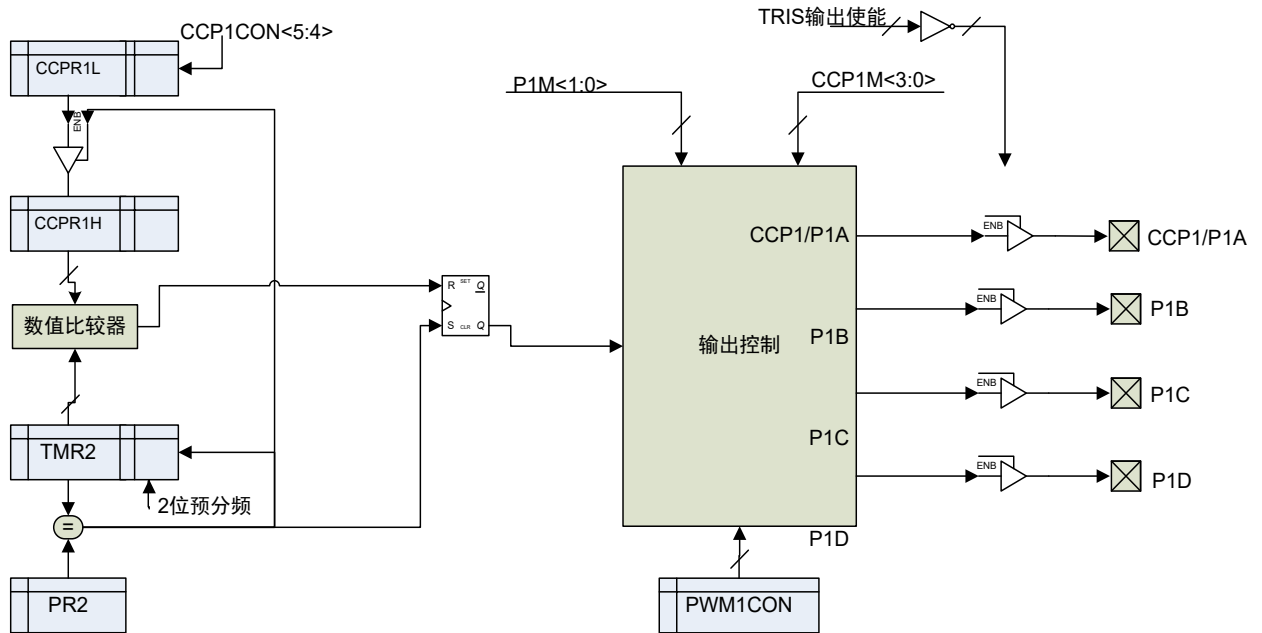 TRIS输出使能
CCP1CON<5:4>
CCPR1L
P1M<1:0>
CCP1M<3:0>
ENB
CCPR1H
CCP1/P1A
ENB
CCP1/P1A
数值比较器
R SET Q
S CLR Q
ENB
P1B
P1B
输出控制
ENB
P1C
P1C
TMR2
2位预分频
ENB
P1D
=
P1D
PR2
PWM1CON